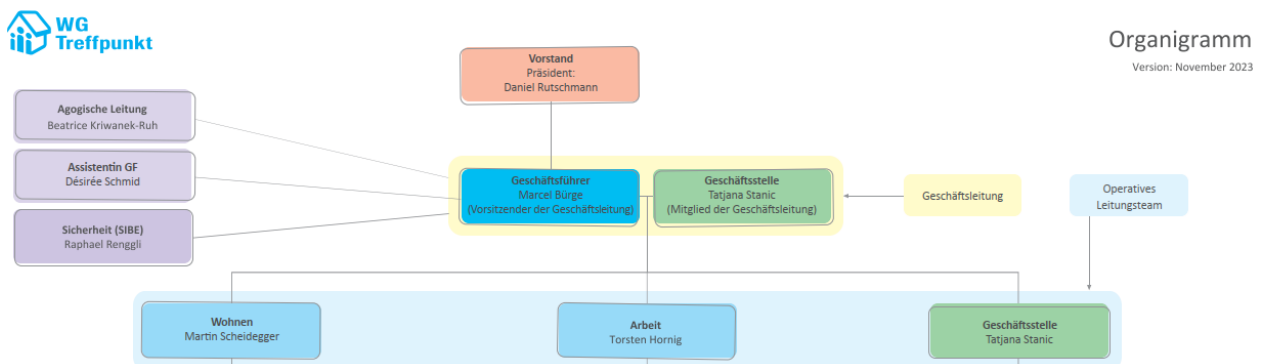 WG
Treffpunkt
Organigramm
Version: November 2023
Vorstand
Präsident:
Daniel Rutschmann
Agogische Leitung
Beatrice Kriwanek-Ruh
Assistentin GF
Désirée Schmid
Sicherheit (SIBE)
Raphael Renggli
Geschäftsführer
Marcel Bürge
(Vorsitzender der Geschäftsleitung)
Geschäftsstelle
Tatjana Stanic
(Mitglied der Geschäftsleitung)
Geschäftsleitung
Operatives
Leitungsteam
Wohnen
Martin Scheidegger
Arbeit
Torsten Hornig
Geschäftsstelle
Tatjana Stanic